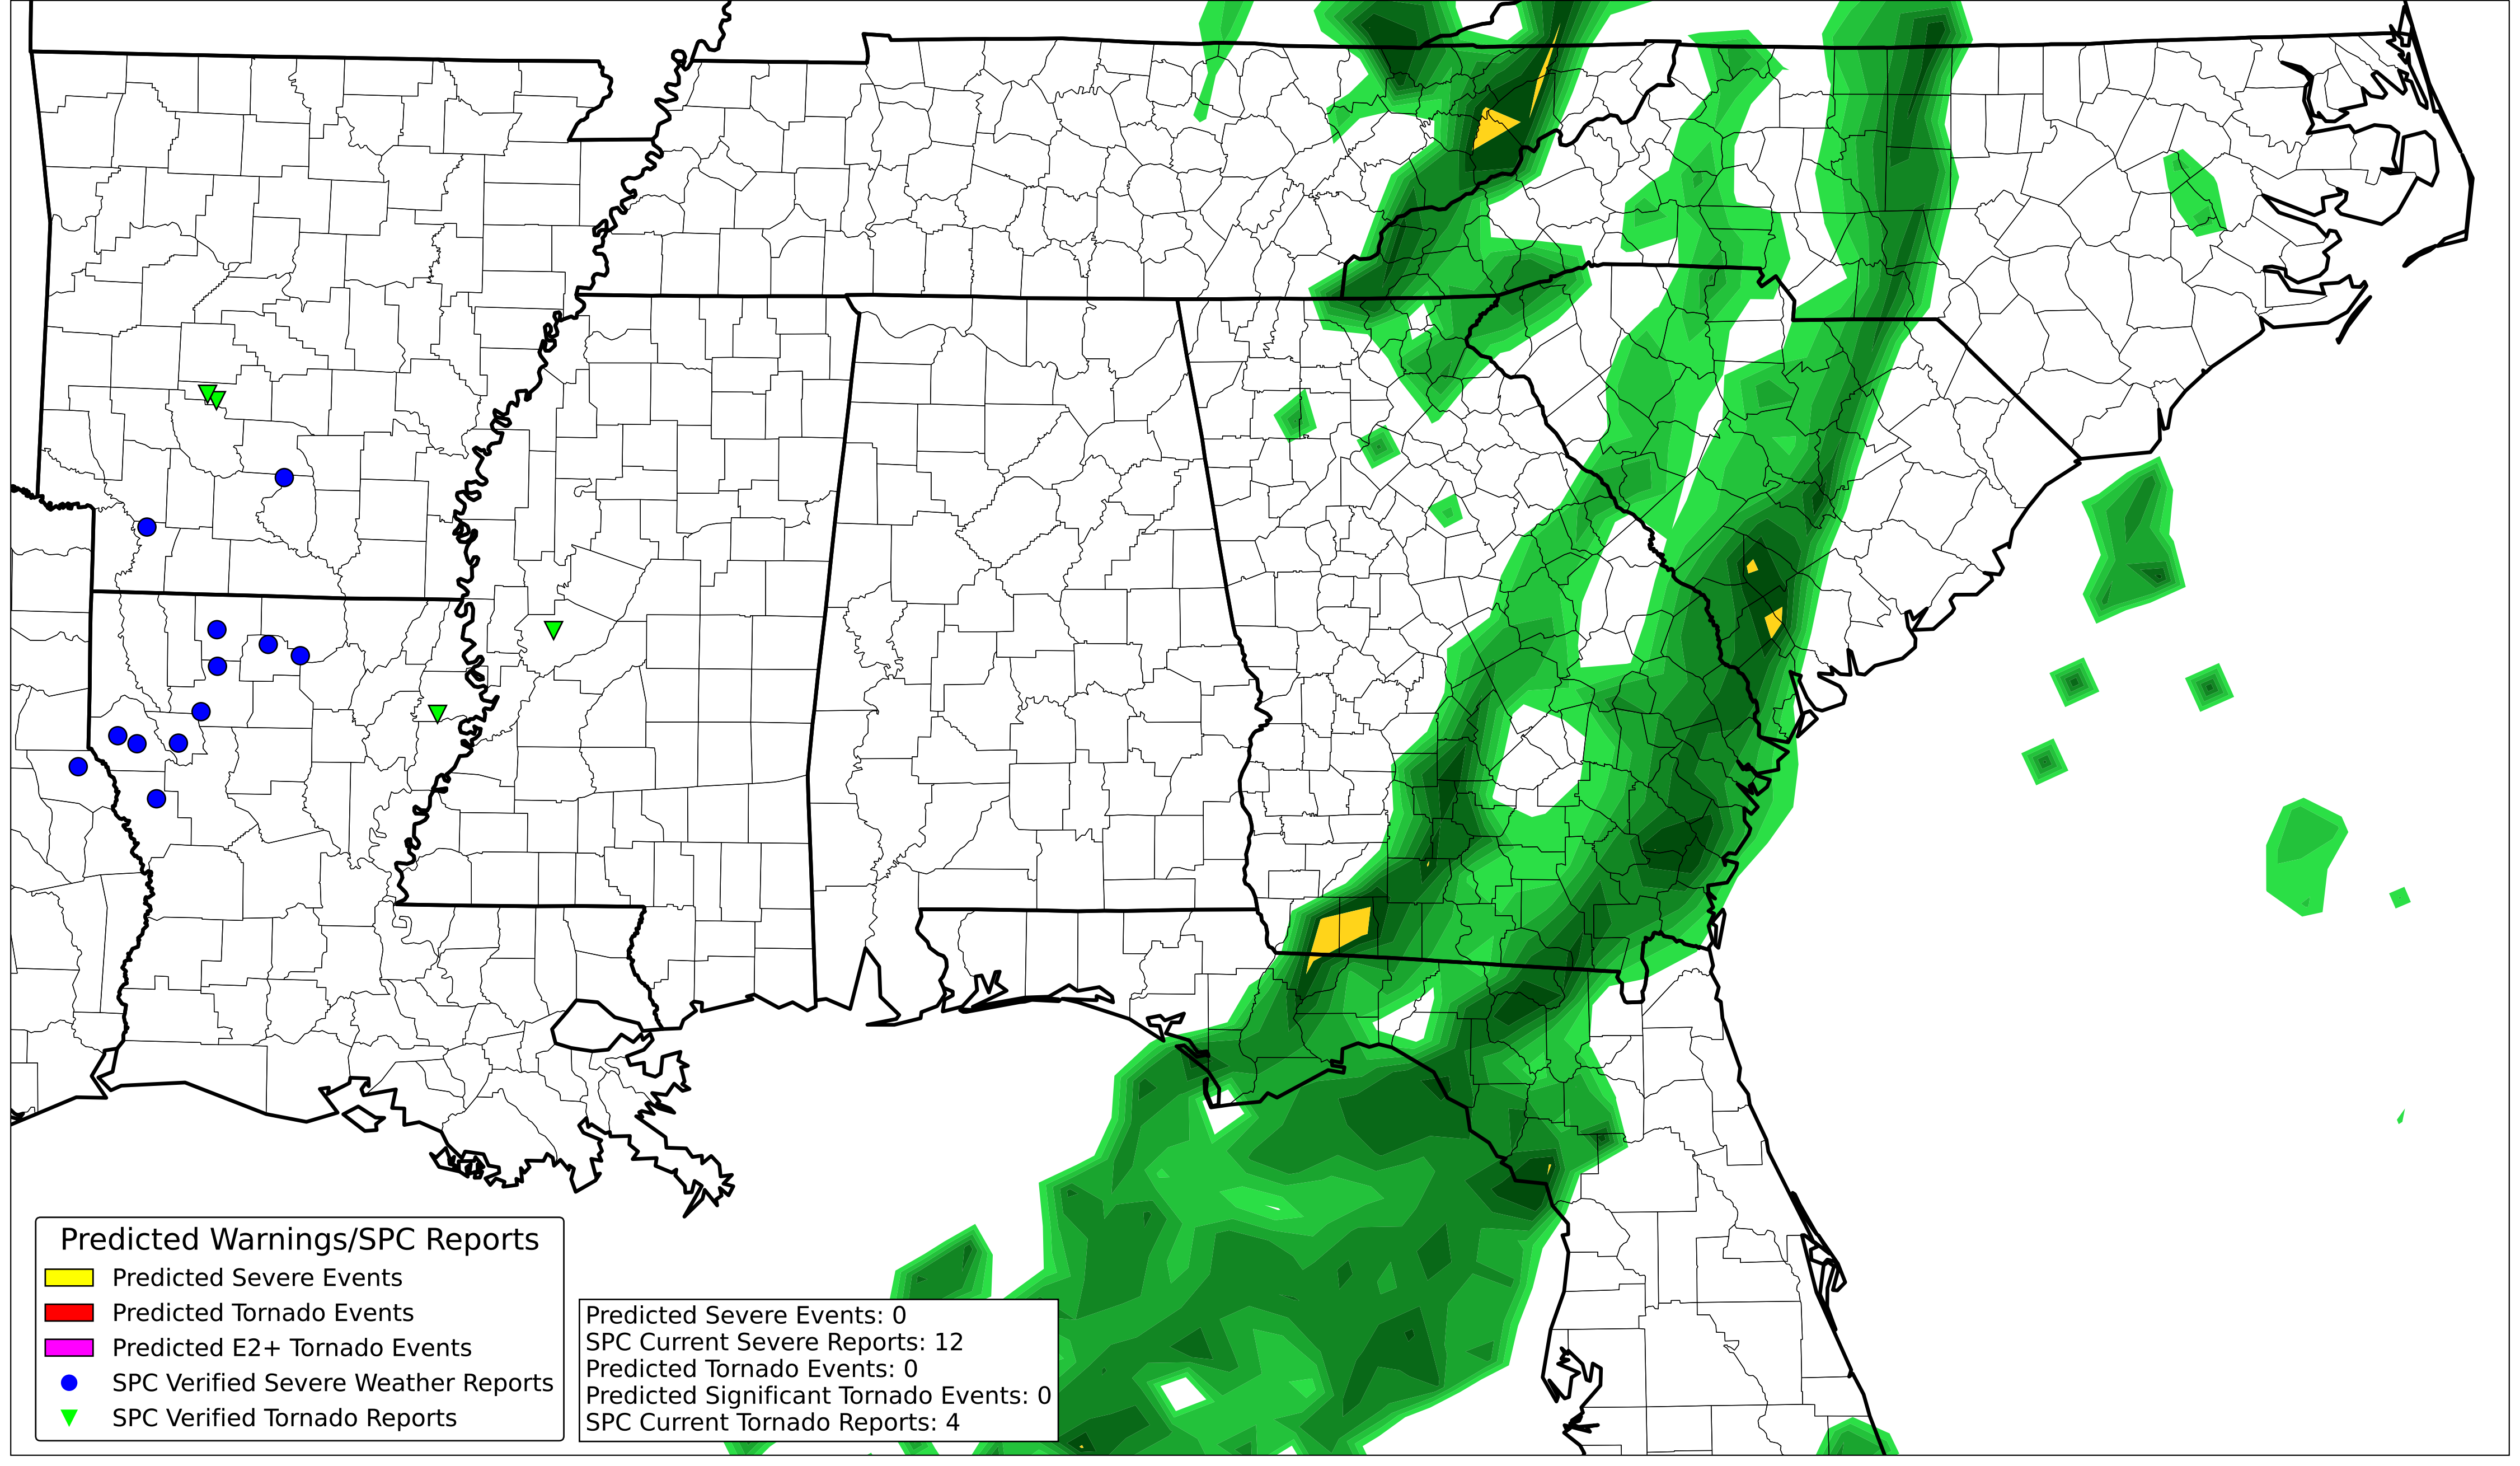 Predicted Warnings/SPC Reports
Predicted Severe Events
Predicted Tornado Events
Predicted E2+ Tornado Events
SPC Verified Severe Weather Reports
SPC Verified Tornado Reports
Predicted Severe Events: 0
SPC Current Severe Reports: 12
Predicted Tornado Events: 0
Predicted Significant Tornado Events: 0
SPC Current Tornado Reports: 4